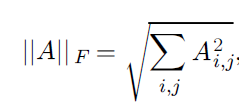 ||A||_F = \sqrt{\sum_{i,j} A_{i,j}^2},